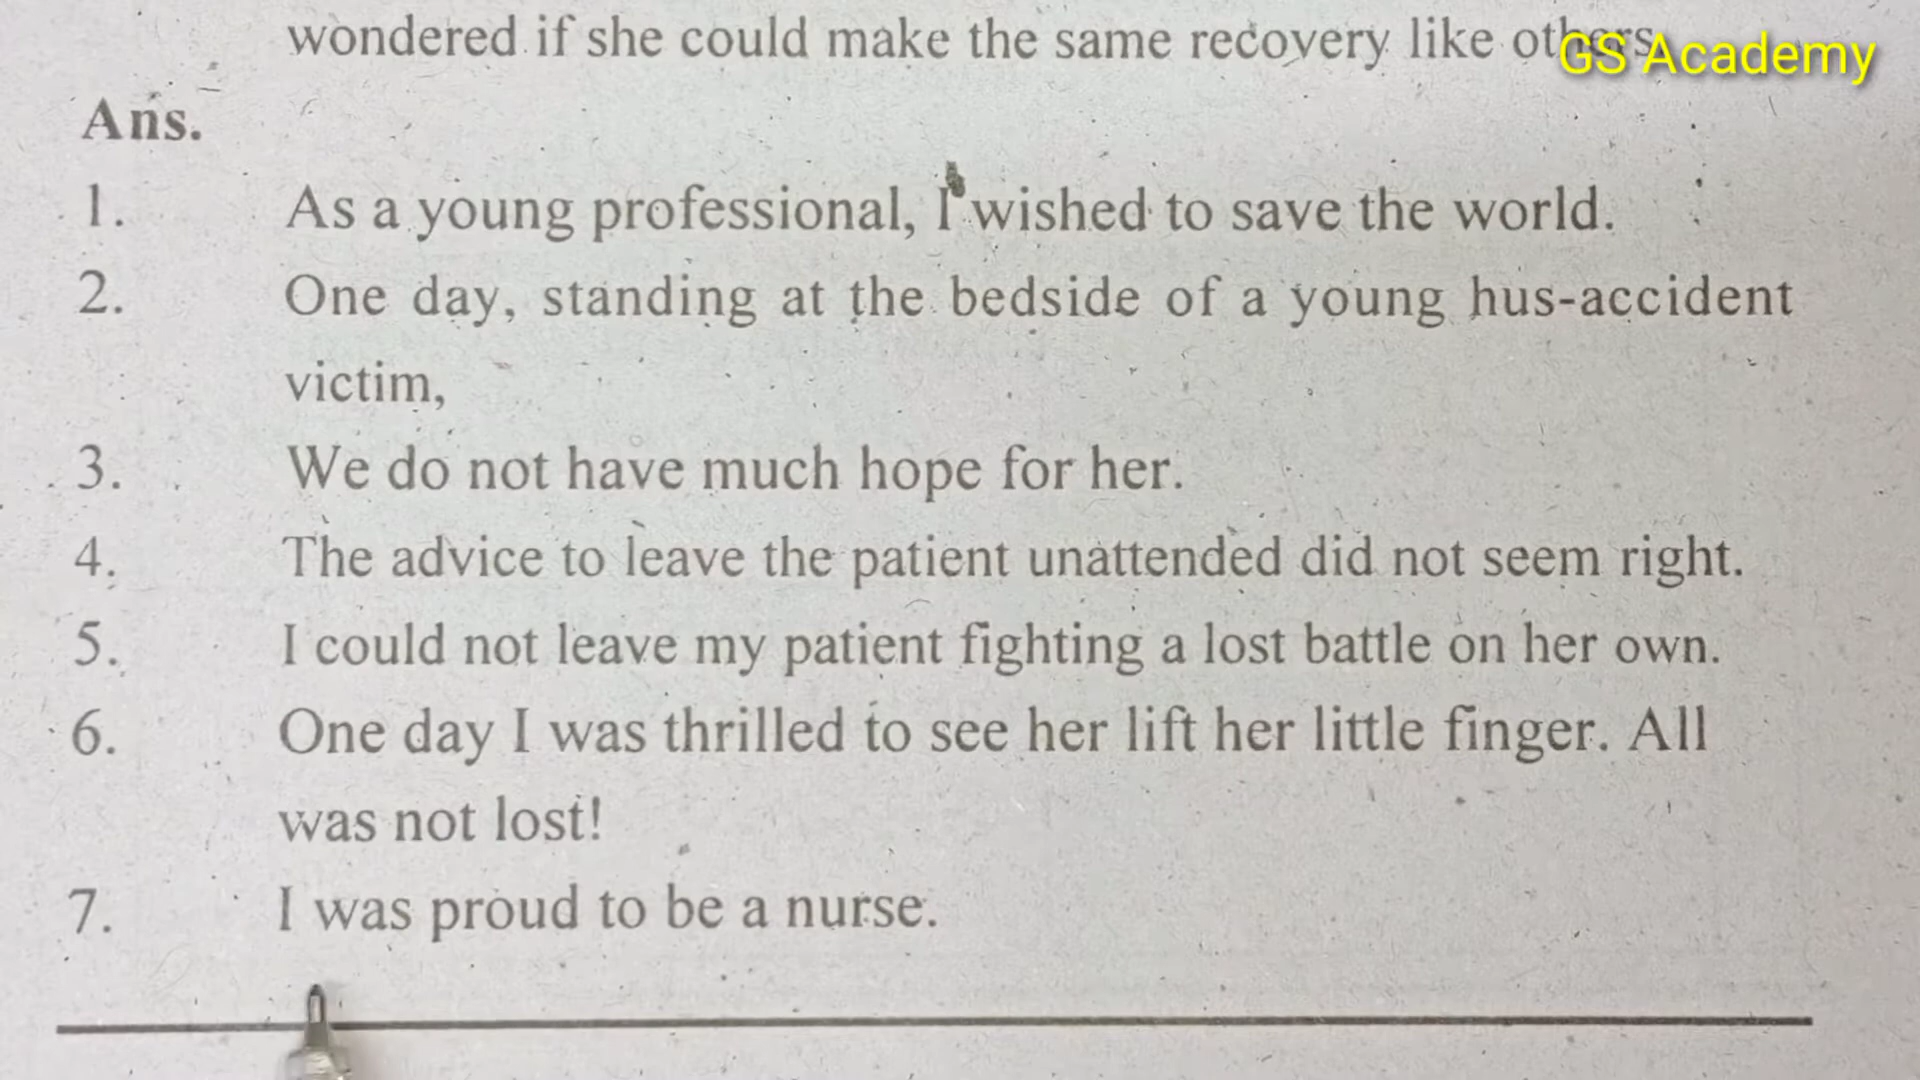 wondered if she could make the same recovery like others
GS Academy
Ans.
1. As a young professional, I wished to save the world.
2. One day, standing at the bedside of a young hus-accident
victim,
3. We do not have much hope for her.
4. The advice to leave the patient unattended did not seem right.
5. I could not leave my patient fighting a lost battle on her own.
6. One day I was thrilled to see her lift her little finger. All
was not lost!
7. I was proud to be a nurse.